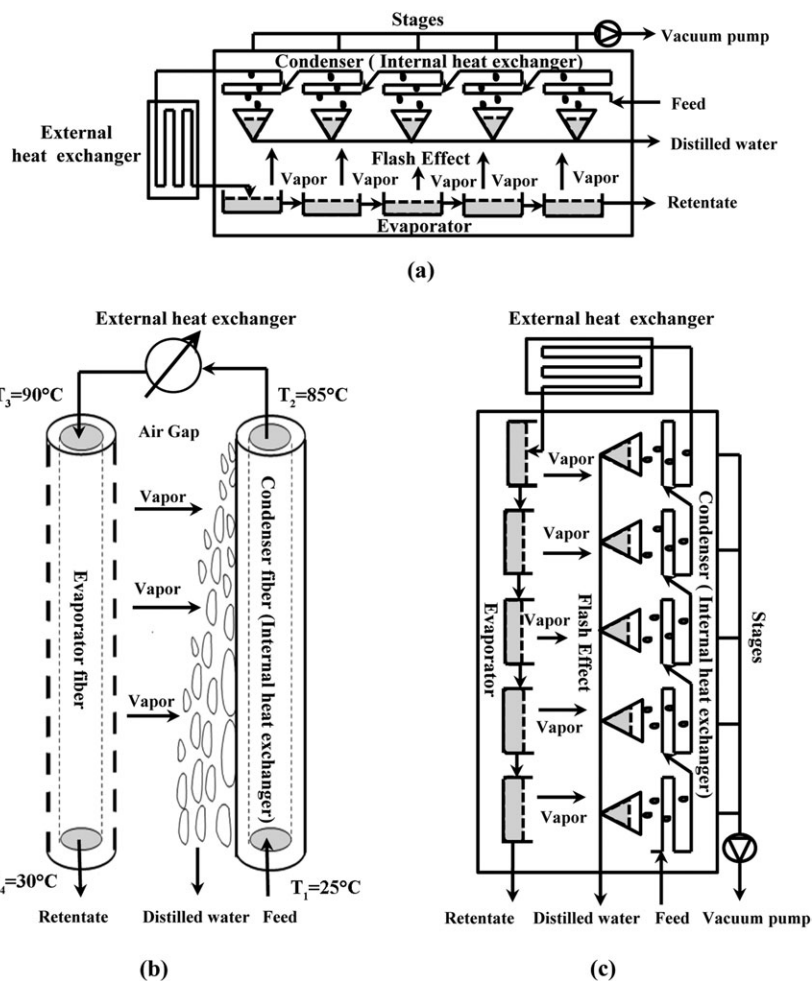 Stages
Vacuum pump
Condenser ( Internal heat exchanger)
Feed
External
heat exchanger
Distilled water
Flash Effect
Vapor
Vapor
Vapor
Vapor
Vapor
Retentate
Evaporator
(a)
External heat exchanger
T3=90°C
T2=85°C
Air Gap
Vapor
Vapor
Vapor
Evaporator fiber
Condenser fiber (Internal heat exchanger)
4=30°C
T1=25°C
Retentate
Distilled water
Feed
(b)
External heat exchanger
Vapor
Vapor
Vapor
Vapor
Vapor
Evaporator
Flash Effect
Condenser ( Internal heat exchanger)
Stages
Retentate
Distilled water
Feed
Vacuum pump
(c)